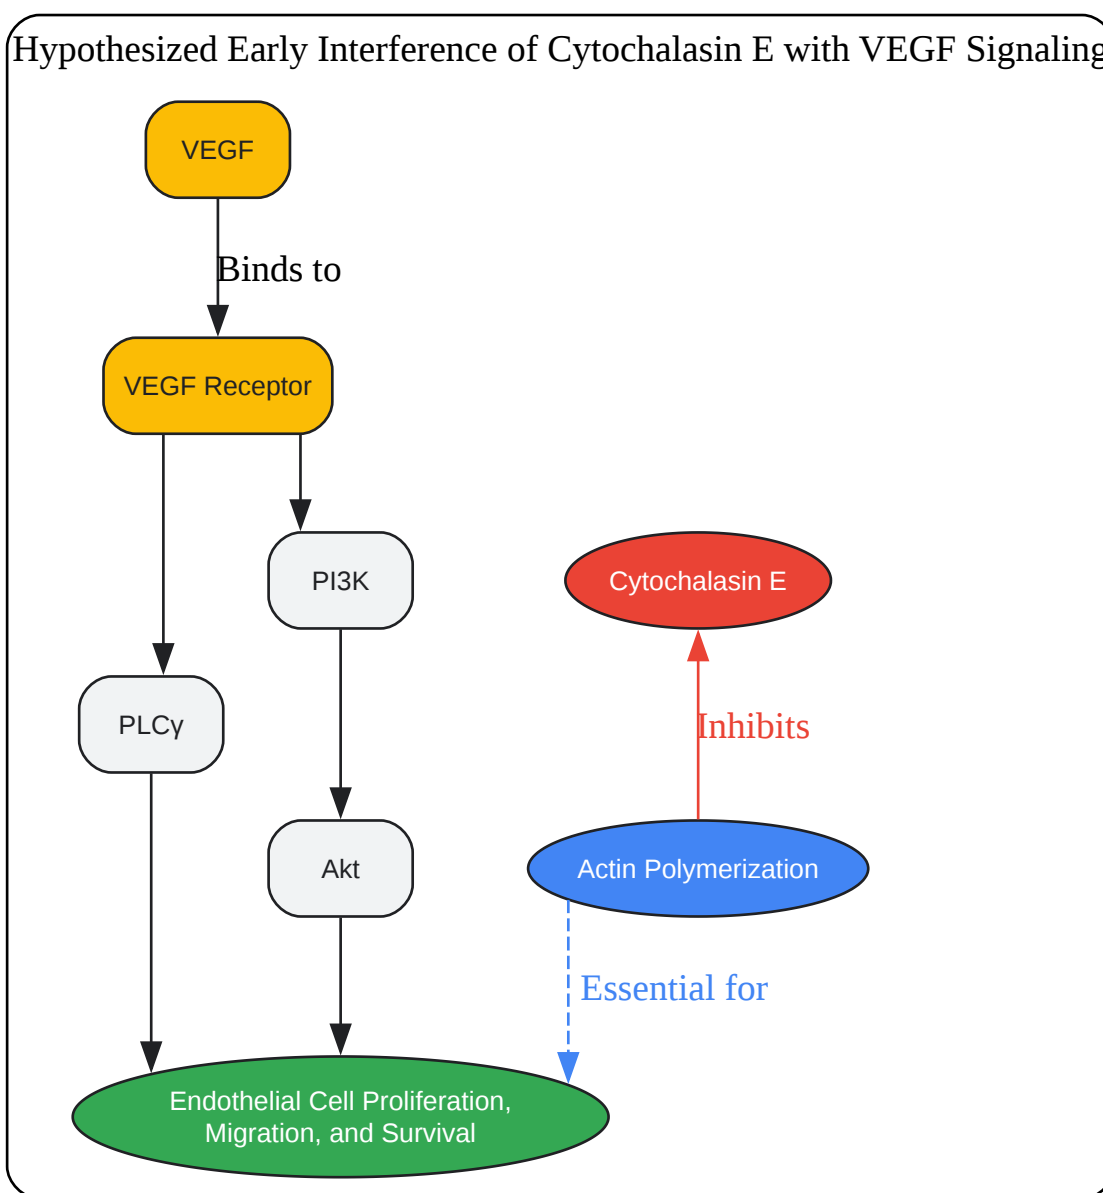 Hypothesized Early Interference of Cytochalasin E with VEGF Signaling
VEGF
Binds to
VEGF Receptor
PI3K
Cytochalasin E
PLCγ
Inhibits
Akt
Actin Polymerization
Essential for
Endothelial Cell Proliferation,
Migration, and Survival